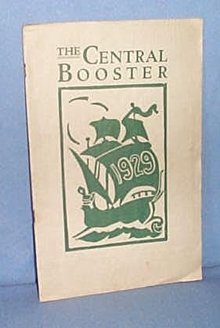 THE CENTRAL
BOOSTER
1929